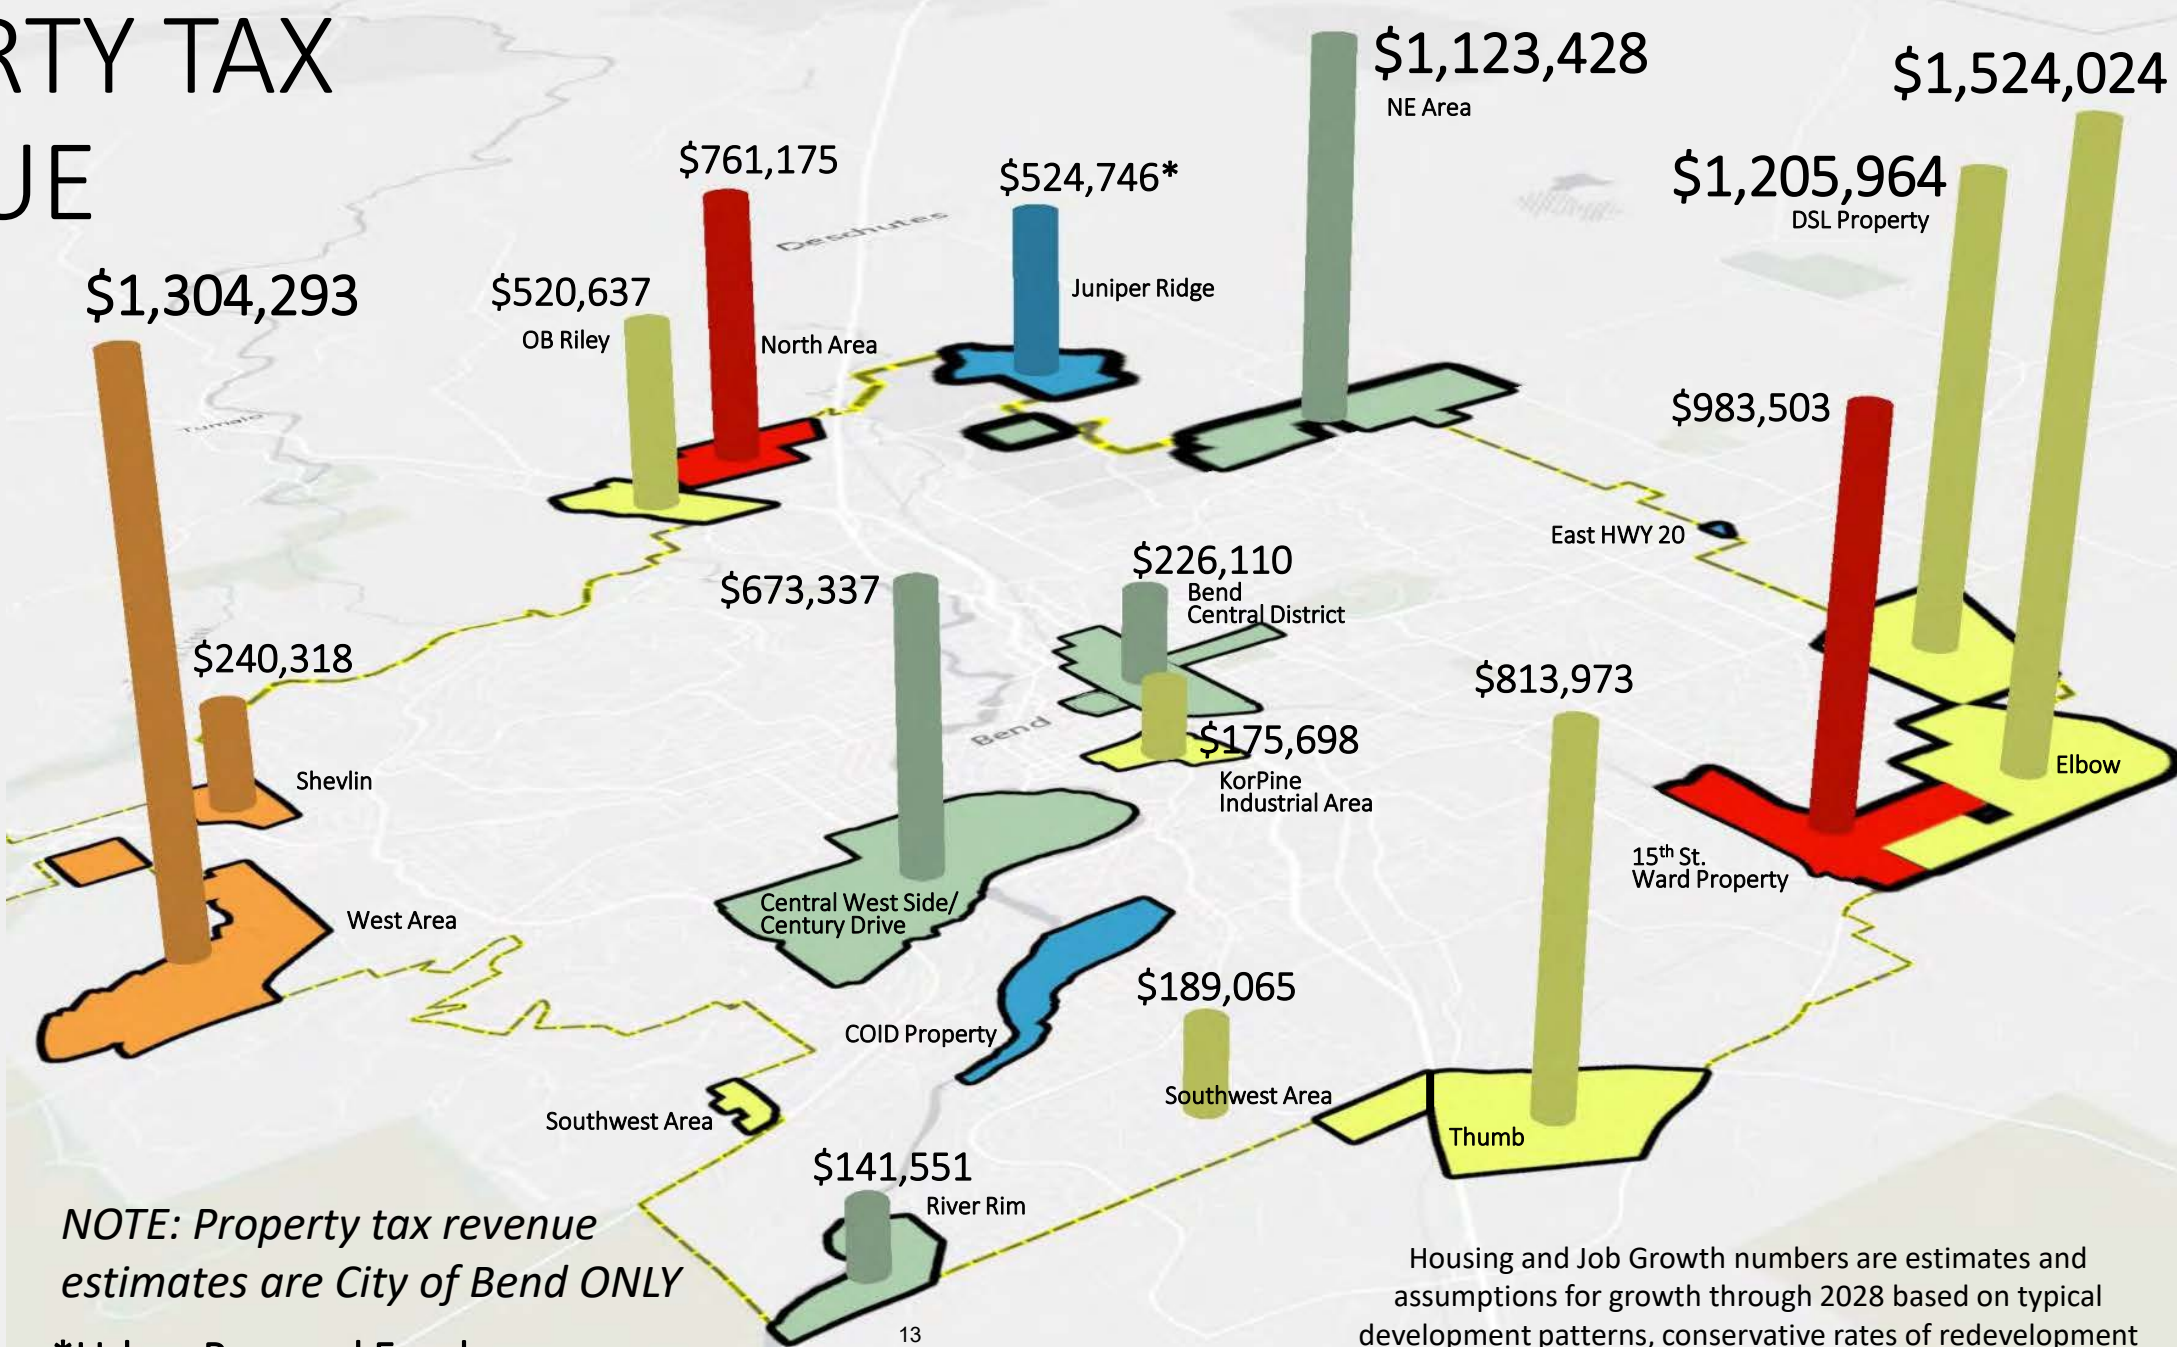 RTY TAX
UE
$1,123,428
NE Area
$1,524,024
$761,175
$524,746*
$1,205,964
DSL Property
Deschutes
$1,304,293
$520,637
OB Riley
Juniper Ridge
North Area
$983,503
Tumalo
East HWY 20
$673,337
$226,110
Bend
Central District
$240,318
$813,973
Bend
$175,698
KorPine
Industrial Area
Shevlin
Elbow
15th St.
Ward Property
West Area
Central West Side/
Century Drive
$189,065
COID Property
Southwest Area
Southwest Area
Thumb
$141,551
River Rim
NOTE: Property tax revenue
estimates are City of Bend ONLY
13
Housing and Job Growth numbers are estimates and
assumptions for growth through 2028 based on typical
development patterns, conservative rates of redevelopment